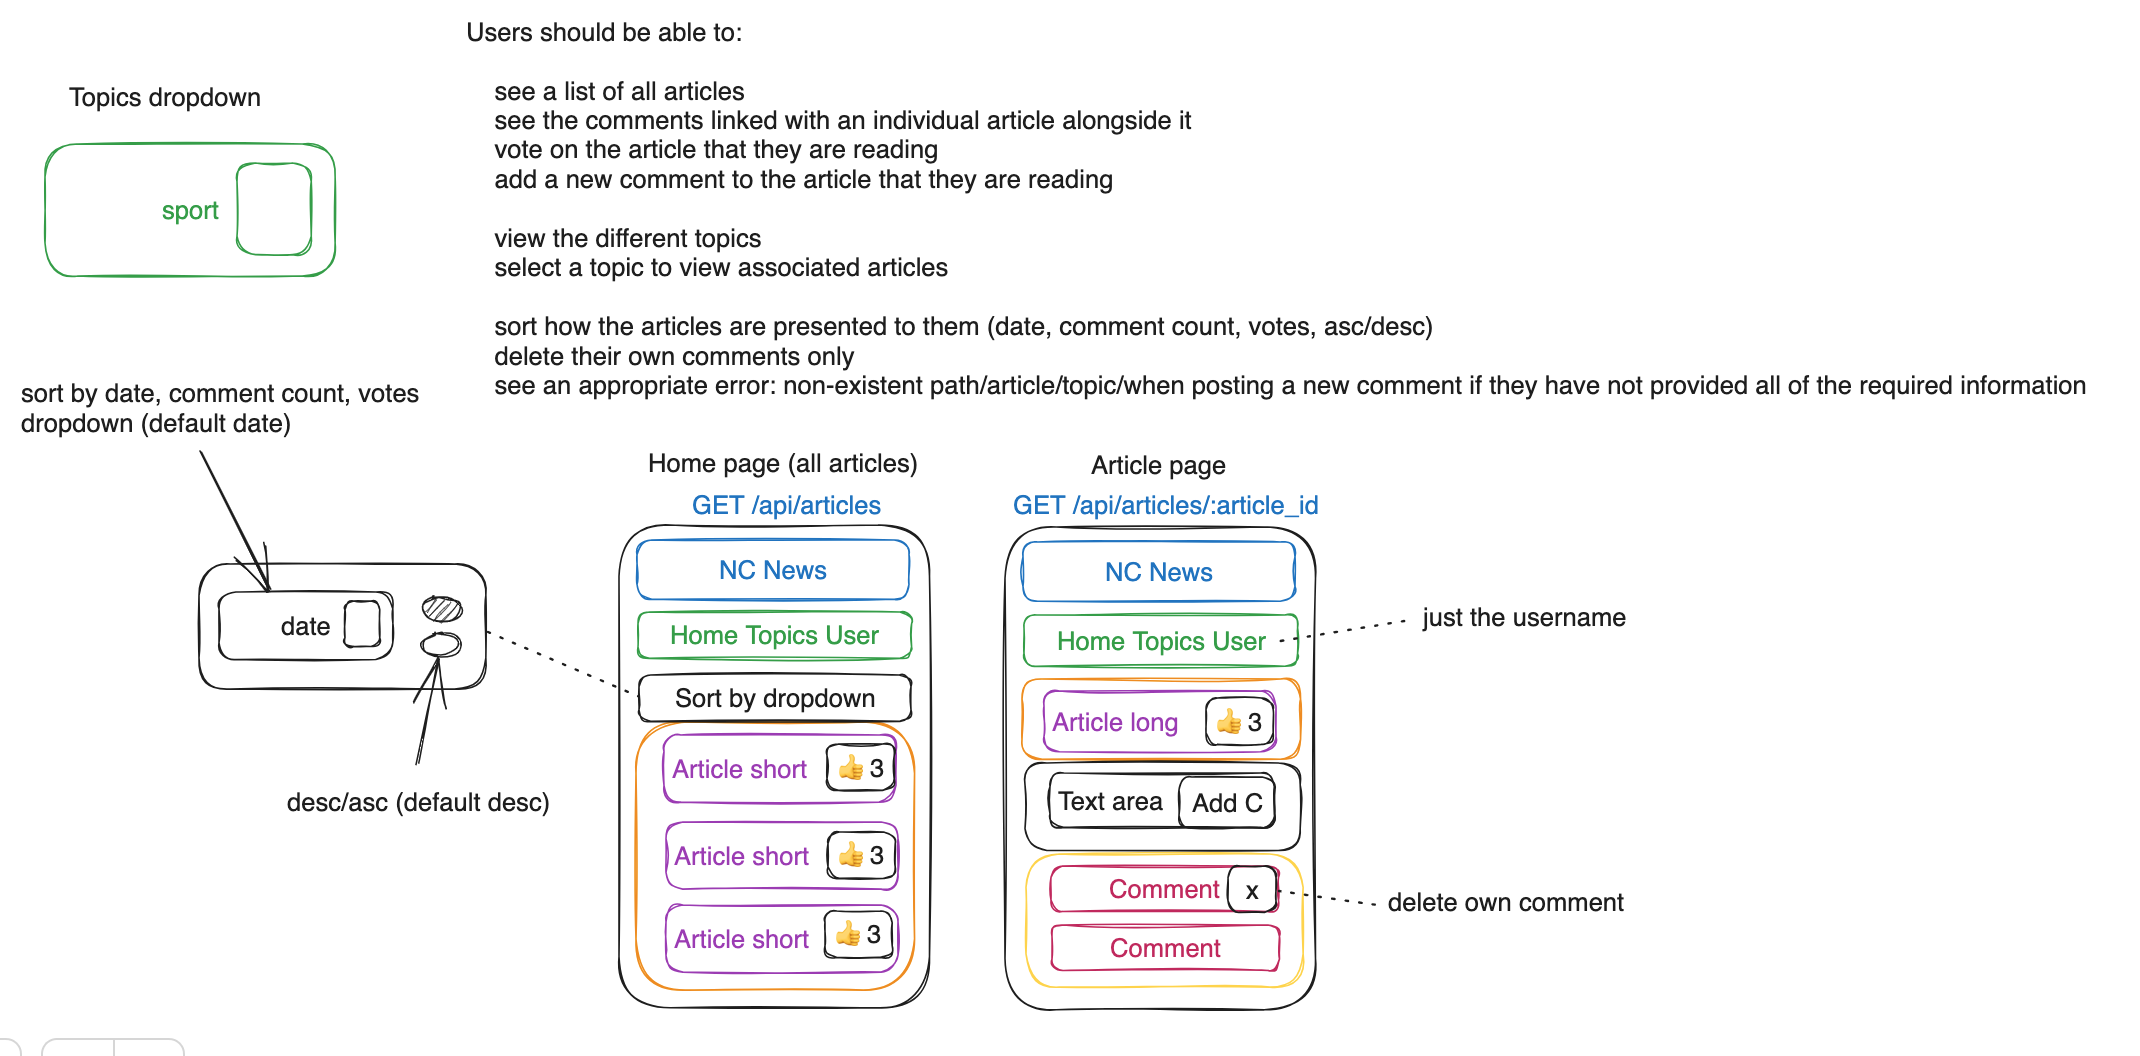 Users should be able to:
see a list of all articles
see the comments linked with an individual article alongside it
vote on the article that they are reading
add a new comment to the article that they are reading
view the different topics
select a topic to view associated articles
sort how the articles are presented to them (date, comment count, votes, asc/desc)
delete their own comments only
see an appropriate error: non-existent path/article/topic/when posting a new comment if they have not provided all of the required information
Topics dropdown
sport
sort by date, comment count, votes
dropdown (default date)
date
desc/asc (default desc)
Home page (all articles)
GET /api/articles
NC News
Home Topics User
Sort by dropdown
Article short 👍 3
Article short 👍 3
Article short 👍 3
Article page
GET /api/articles/:article_id
NC News
Home Topics User
just the username
Article long 👍 3
Text area Add C
Comment x
delete own comment
Comment